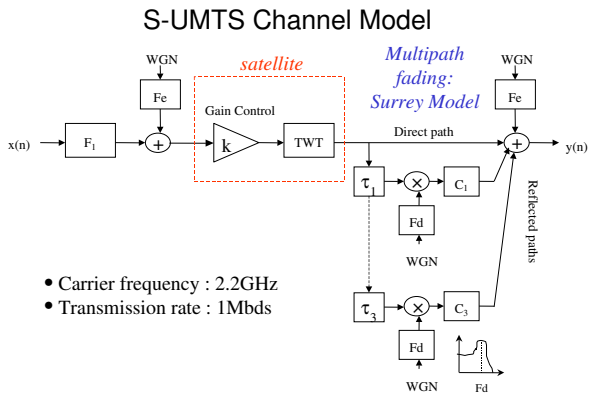 S-UMTS Channel Model
WGN
satellite
Multipath
fading:
Surrey Model
WGN
Fe
Fe
Gain Control
x(n)
F1
+
k
TWT
Direct path
+
y(n)
τ1
×
C1
Fd
WGN
Reflected paths
• Carrier frequency : 2.2GHz
• Transmission rate : 1Mbds
τ3
×
C3
Fd
WGN
Fd